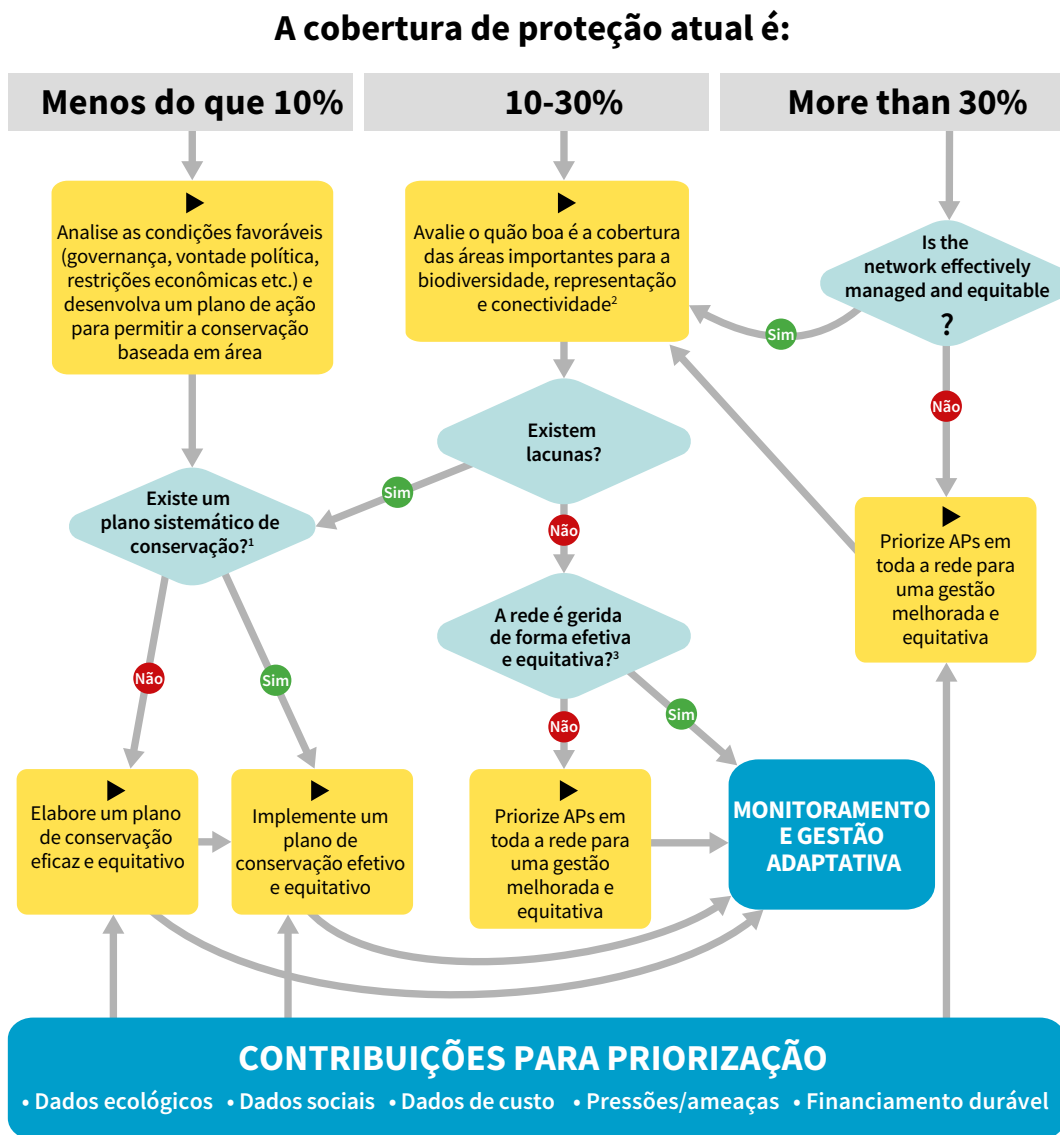 A cobertura de proteção atual é:
Menos do que 10%
10-30%
More than 30%
Analise as condições favoráveis
(governança, vontade política,
restrições econômicas etc.) e
desenvolva um plano de ação
para permitir a conservação
baseada em área
Avalie o quão boa é a cobertura
das áreas importantes para a
biodiversidade, representação
e conectividade²
Is the
network effectively
managed and equitable
?
Sim
Não
Existem
lacunas?
Sim
Não
Existe um
plano sistemático de
conservação?¹
Priorize APs em
toda a rede para
uma gestão
melhorada e
equitativa
A rede é gerida
de forma efetiva
e equitativa?³
Não
Sim
Não
Sim
Elabore um plano
de conservação
eficaz e equitativo
Implemente um
plano de
conservação efetivo
e equitativo
Priorize APs em
toda a rede para
uma gestão
melhorada e
equitativa
MONITORAMENTO
E GESTÃO
ADAPTATIVA
CONTRIBUIÇÕES PARA PRIORIZAÇÃO
• Dados ecológicos • Dados sociais • Dados de custo • Pressões/ameaças • Financiamento durável